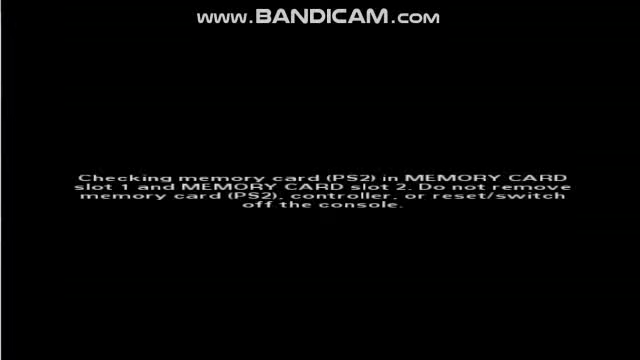 www.BANDICAM.com
Checking memory card (PS2) in MEMORY CARD
slot 1 and MEMORY CARD slot 2. Do not remove
memory card (PS2), controller, or reset/switch
off the console.